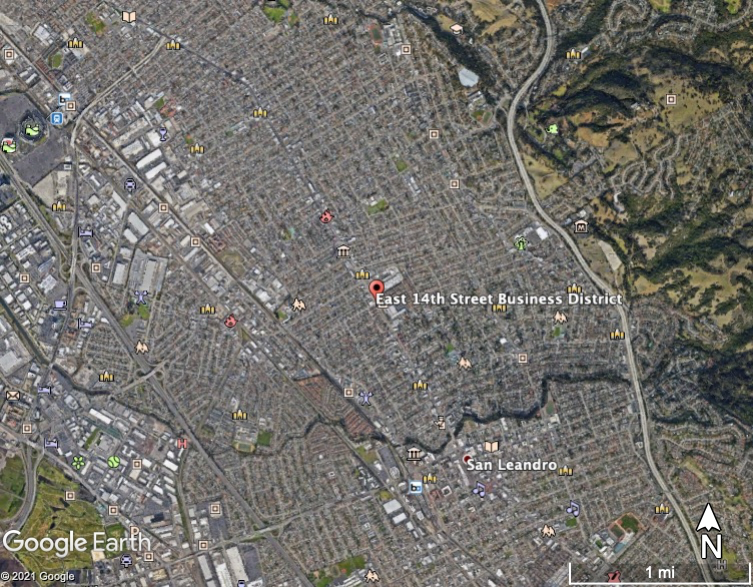 East 14th Street Business District
San Leandro
Google Earth
© 2021 Google
N
1 mi